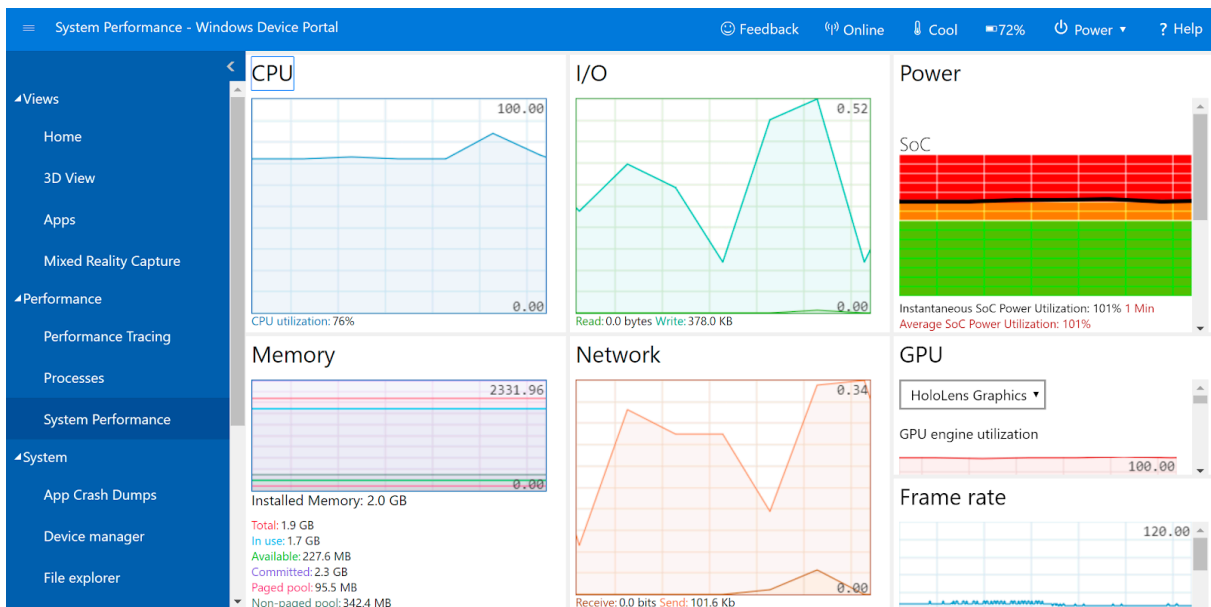 System Performance - Windows Device Portal
Feedback
Online
Cool
72%
Power
? Help
Views
Home
3D View
Apps
Mixed Reality Capture
Performance
Performance Tracing
Processes
System Performance
System
App Crash Dumps
Device manager
File explorer
CPU
100.00
0.00
CPU utilization: 76%
I/O
0.52
0.00
Read: 0.0 bytes Write: 378.0 KB
Power
SoC
Instantaneous SoC Power Utilization: 101% 1 Min
Average SoC Power Utilization: 101%
Memory
2331.96
0.00
Installed Memory: 2.0 GB
Total: 1.9 GB
In use: 1.7 GB
Available: 227.6 MB
Committed: 2.3 GB
Paged pool: 95.5 MB
Non-paged pool: 342.4 MB
Network
0.34
0.00
Receive: 0.0 bits Send: 101.6 Kb
GPU
HoloLens Graphics
GPU engine utilization
100.00
Frame rate
120.00